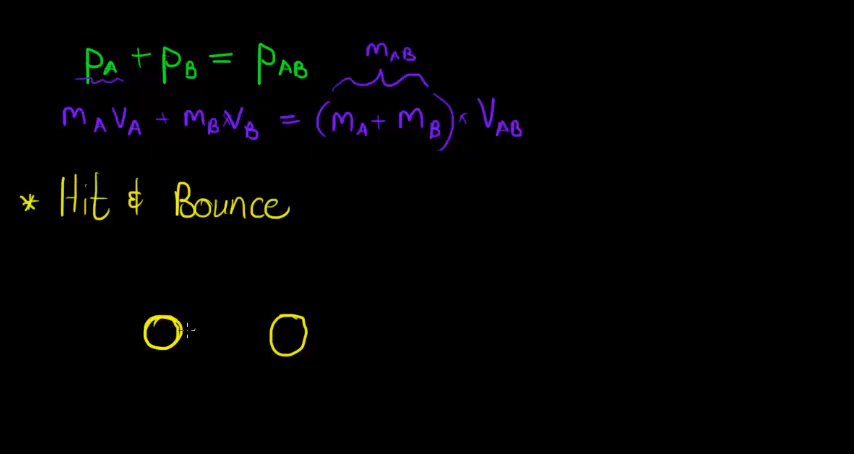 m_AB
p_A + p_B = p_AB
m_A v_A + m_B × v_B = (m_A + m_B) × v_AB
* Hit & Bounce